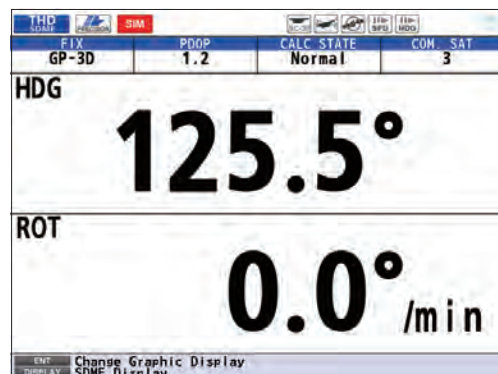 THD SDME PRECISION SIM
FIX PDOP CALC STATE COM. SAT
GP-3D 1.2 Normal 3
HDG
125.5°
ROT
0.0°/min
ENT Change Graphic Display
DISPLAY SDME Display